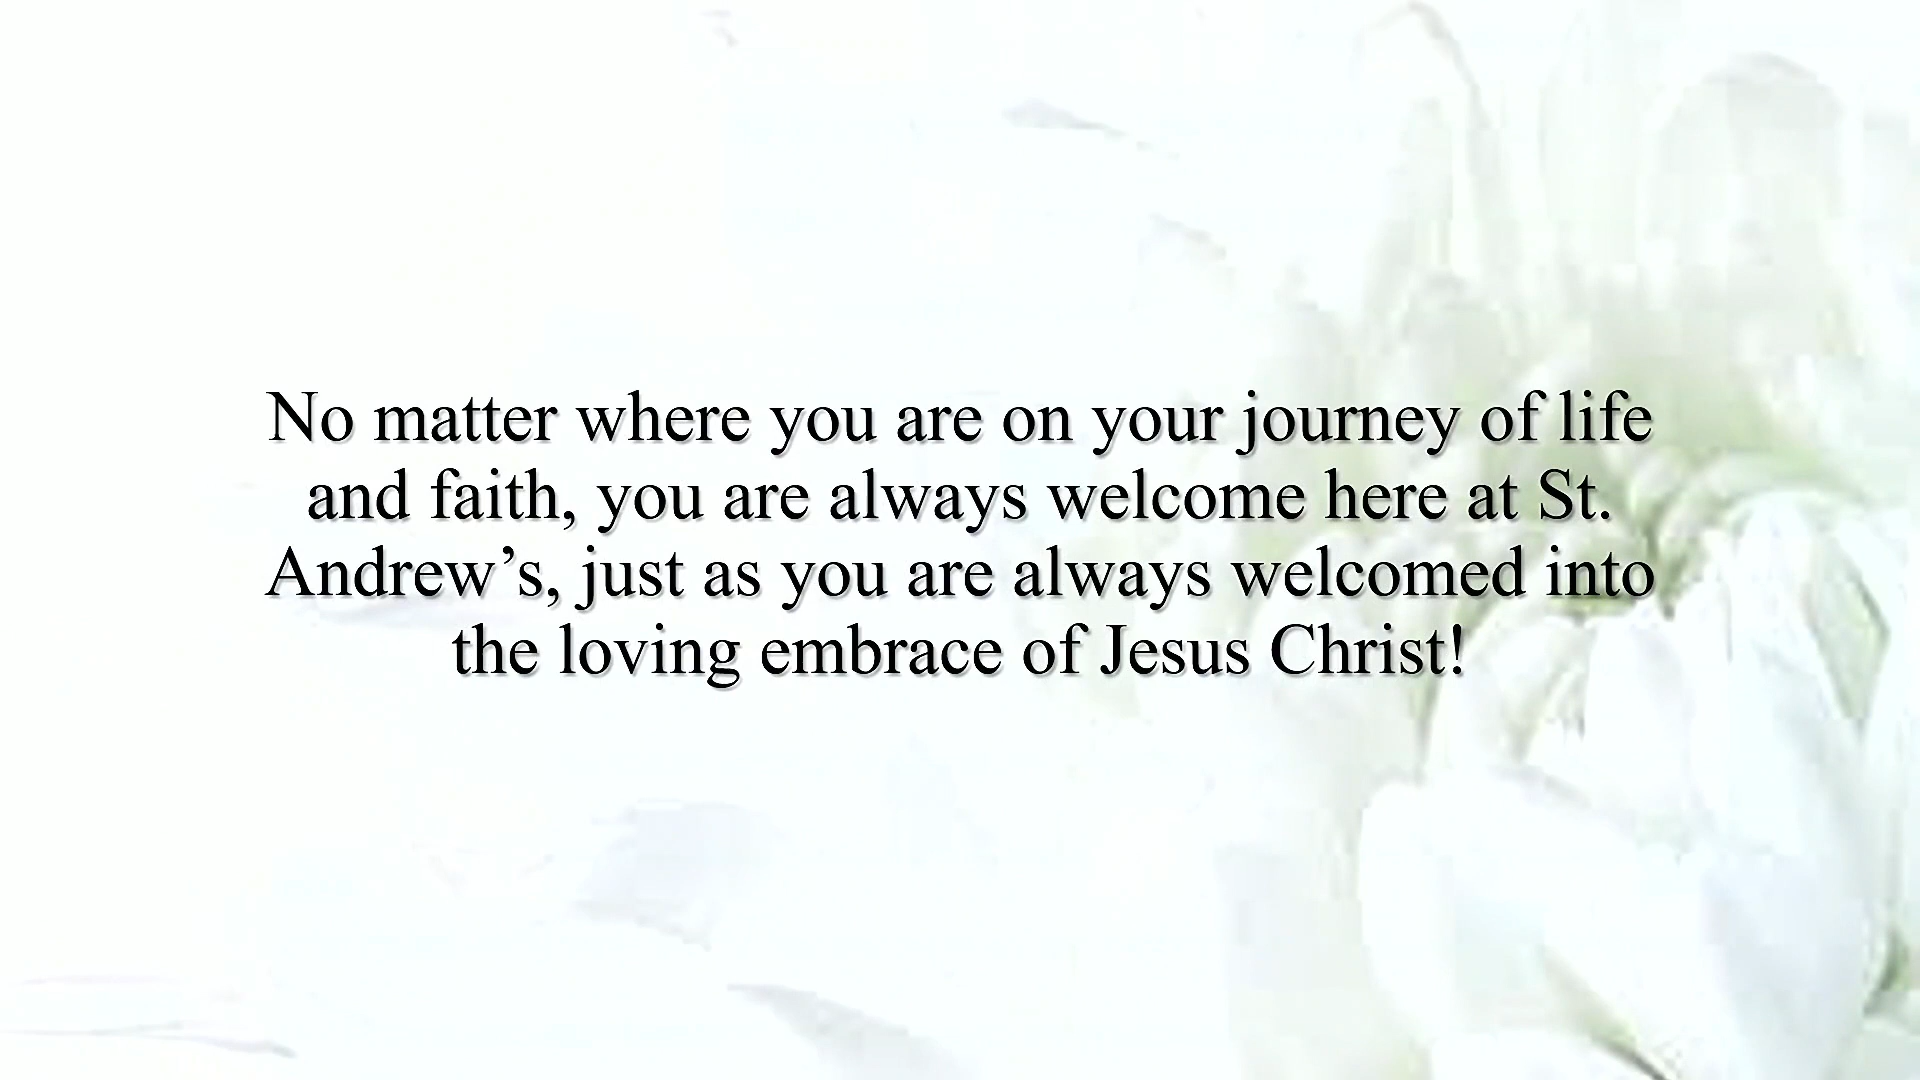 No matter where you are on your journey of life
and faith, you are always welcome here at St.
Andrew’s, just as you are always welcomed into
the loving embrace of Jesus Christ!